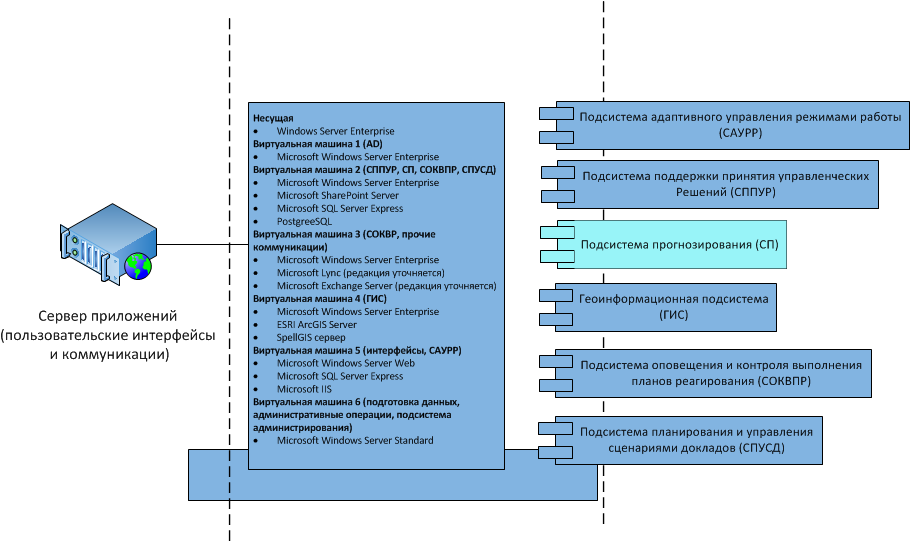 Сервер приложений
(пользовательские интерфейсы
и коммуникации)
Несущая
• Windows Server Enterprise
Виртуальная машина 1 (AD)
• Microsoft Windows Server Enterprise
Виртуальная машина 2 (СППУР, СП, СОКВПР, СПУСД)
• Microsoft Windows Server Enterprise
• Microsoft SharePoint Server
• Microsoft SQL Server Express
• PostgreeSQL
Виртуальная машина 3 (СОКВР, прочие
коммуникации)
• Microsoft Windows Server Enterprise
• Microsoft Lync (редакция уточняется)
• Microsoft Exchange Server (редакция уточняется)
Виртуальная машина 4 (ГИС)
• Microsoft Windows Server Enterprise
• ESRI ArcGIS Server
• SpellGIS сервер
Виртуальная машина 5 (интерфейсы, САУРР)
• Microsoft Windows Server Web
• Microsoft SQL Server Express
• Microsoft IIS
Виртуальная машина 6 (подготовка данных,
административные операции, подсистема
администрирования)
• Microsoft Windows Server Standard
Подсистема адаптивного управления режимами работы
(САУРР)
Подсистема поддержки принятия управленческих
Решений (СППУР)
Подсистема прогнозирования (СП)
Геоинформационная подсистема
(ГИС)
Подсистема оповещения и контроля выполнения
планов реагирования (СОКВПР)
Подсистема планирования и управления
сценариями докладов (СПУСД)